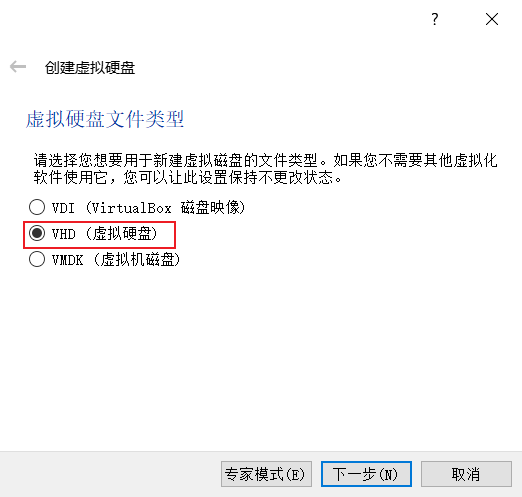 ?
创建虚拟硬盘
虚拟硬盘文件类型
请选择您想要用于新建虚拟磁盘的文件类型。如果您不需要其他虚拟化
软件使用它，您可以让此设置保持不更改状态。
VDI (VirtualBox 磁盘映像)
VHD (虚拟硬盘)
VMDK (虚拟机磁盘)
专家模式(E) 下一步(N) 取消